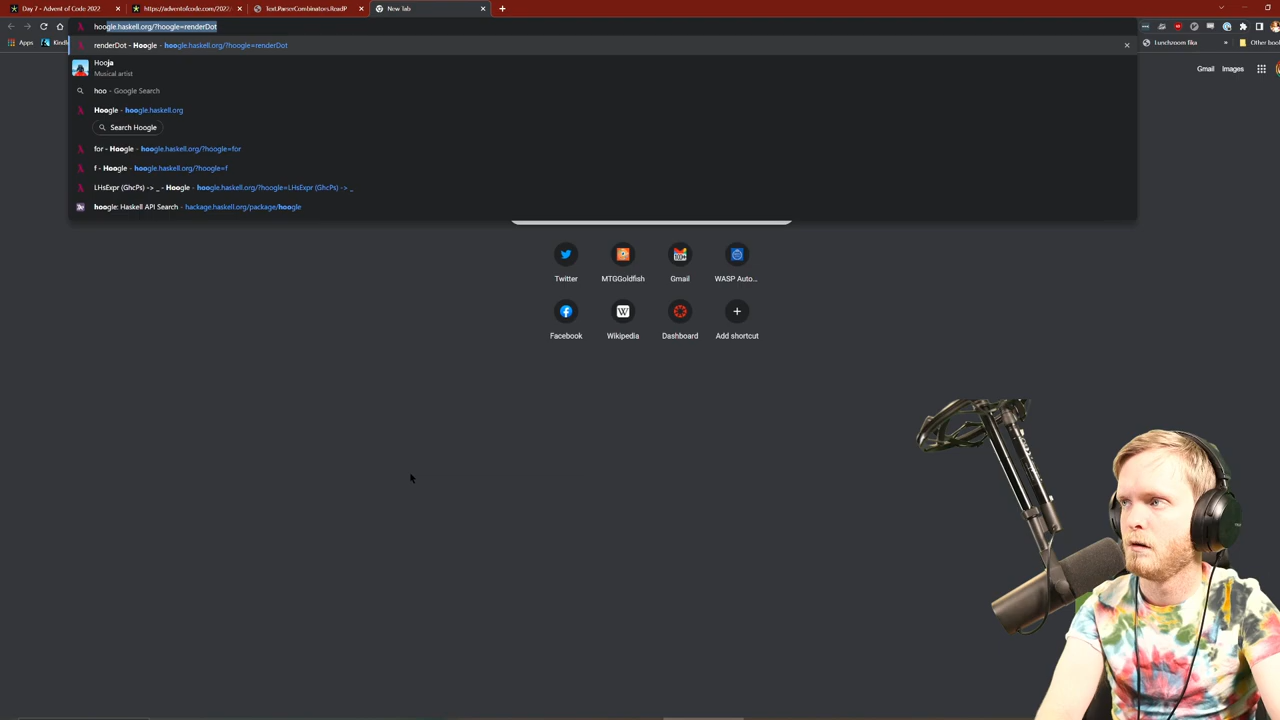 Day 7 - Advent of Code 2022
https://adventofcode.com/2022/
Text.ParserCombinators.ReadP
New Tab
hoogle.haskell.org/?hoogle=renderDot
Apps
Kindl
Lunchzoom fika
»
Other boo
renderDot - Hoogle - hoogle.haskell.org/?hoogle=renderDot
Hooja
Musical artist
hoo - Google Search
Hoogle - hoogle.haskell.org
Search Hoogle
for - Hoogle - hoogle.haskell.org/?hoogle=for
f - Hoogle - hoogle.haskell.org/?hoogle=f
LHsExpr (GhcPs) -> _ - Hoogle - hoogle.haskell.org/?hoogle=LHsExpr (GhcPs) -> _
hoogle: Haskell API Search - hackage.haskell.org/package/hoogle
Gmail Images
Twitter MTGGoldfish Gmail WASP Auto...
Facebook Wikipedia Dashboard Add shortcut